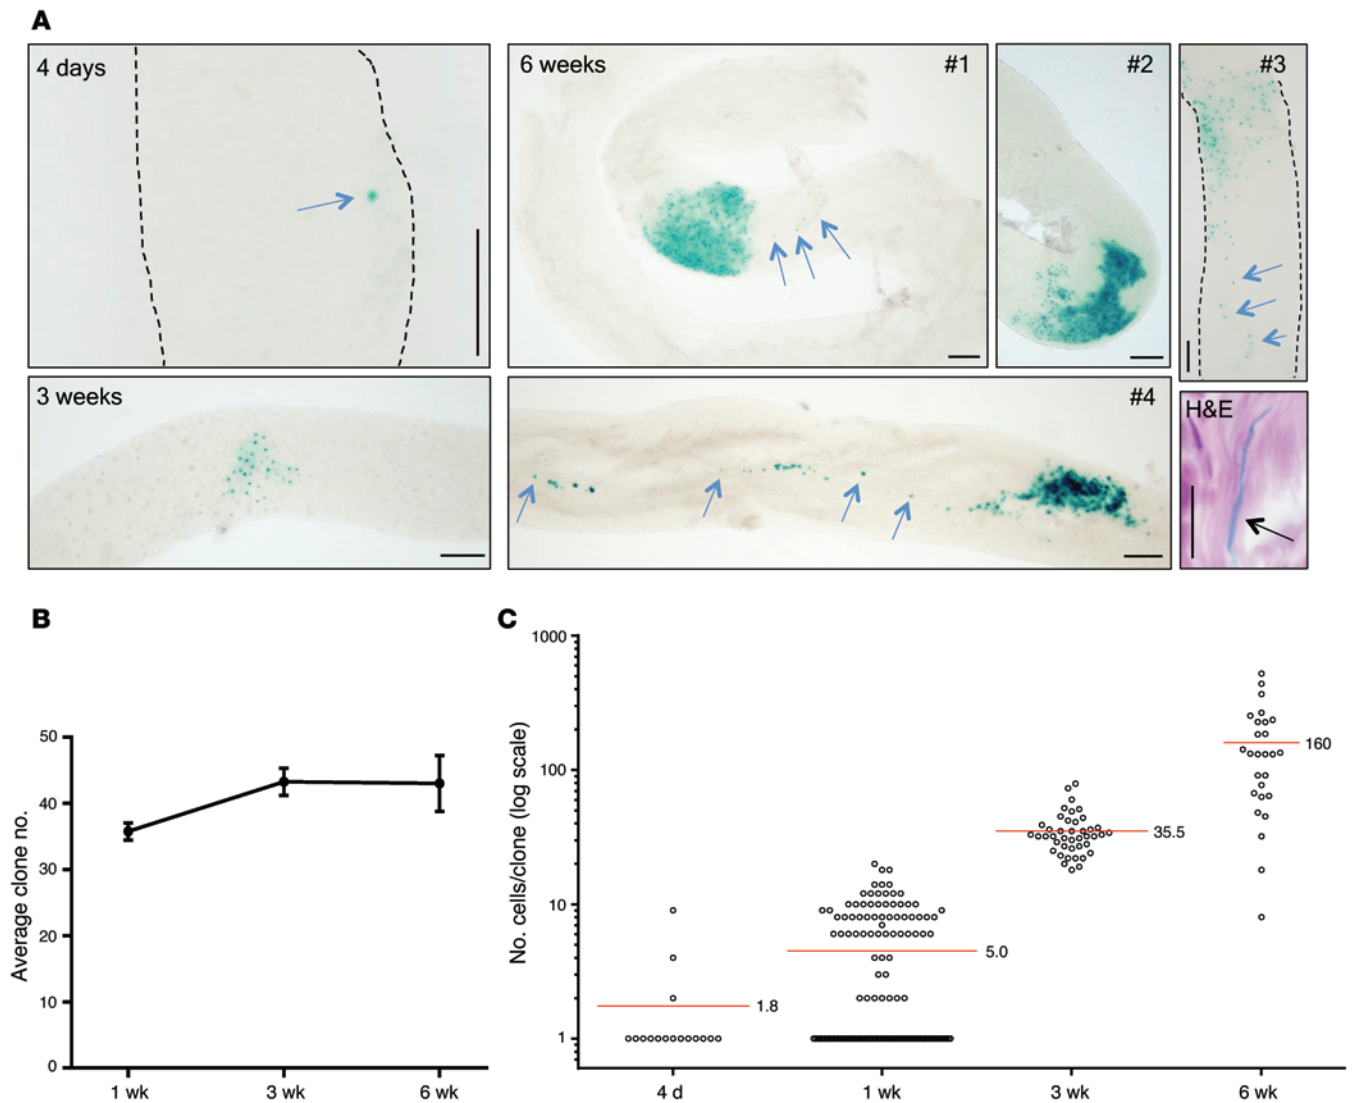 A
4 days
6 weeks
#1
#2
#3
3 weeks
#4
H&E
B
Average clone no.
50
40
30
20
10
0
1 wk
3 wk
6 wk
C
No. cells/clone (log scale)
1000
100
10
1
1.8
5.0
35.5
160
4 d
1 wk
3 wk
6 wk